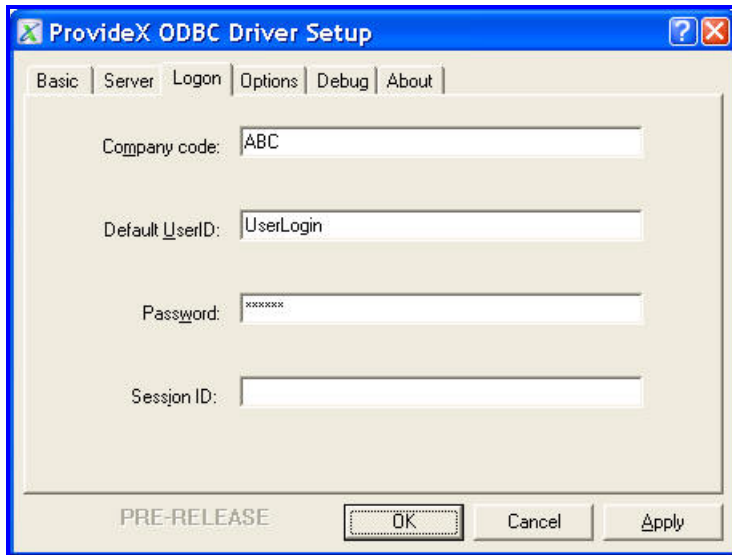 ProvideX ODBC Driver Setup
Basic Server Logon Options Debug About
Company code: ABC
Default UserID: UserLogin
Password: ******
Session ID:
PRE-RELEASE OK Cancel Apply